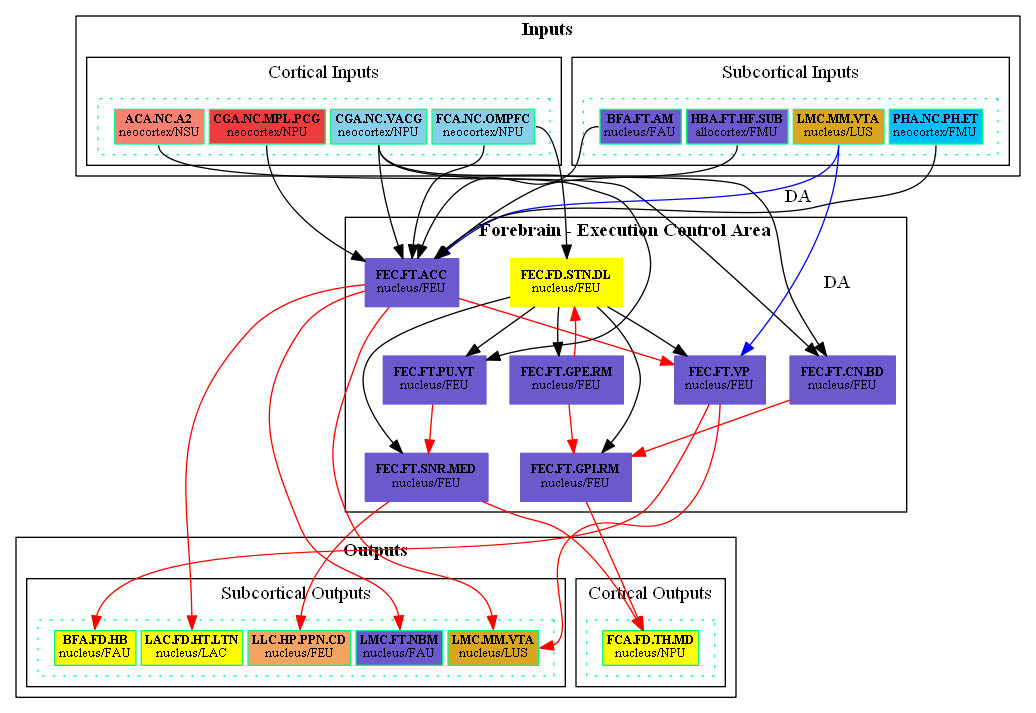 Inputs
Cortical Inputs
Subcortical Inputs
ACA.NC.A2
neocortex/NSU
CGA.NC.MPL.PCG
neocortex/NPU
CGA.NC.VACG
neocortex/NPU
FCA.NC.OMPFC
neocortex/NPU
BFA.FT.AM
nucleus/FAU
HBA.FT.HF.SUB
allocortex/FMU
LMC.MM.VTA
nucleus/LUS
PHA.NC.PH.ET
neocortex/FMU
DA
Forebrain - Execution Control Area
FEC.FT.ACC
nucleus/FEU
FEC.FD.STN.DL
nucleus/FEU
DA
FEC.FT.PU.VT
nucleus/FEU
FEC.FT.GPE.RM
nucleus/FEU
FEC.FT.VP
nucleus/FEU
FEC.FT.CN.BD
nucleus/FEU
FEC.FT.SNR.MED
nucleus/FEU
FEC.FT.GPI.RM
nucleus/FEU
Outputs
Subcortical Outputs
Cortical Outputs
BFA.FD.HB
nucleus/FAU
LAC.FD.HT.LTN
nucleus/LAC
LLC.HP.PPN.CD
nucleus/FEU
LMC.FT.NBM
nucleus/FAU
LMC.MM.VTA
nucleus/LUS
FCA.FD.TH.MD
nucleus/NPU